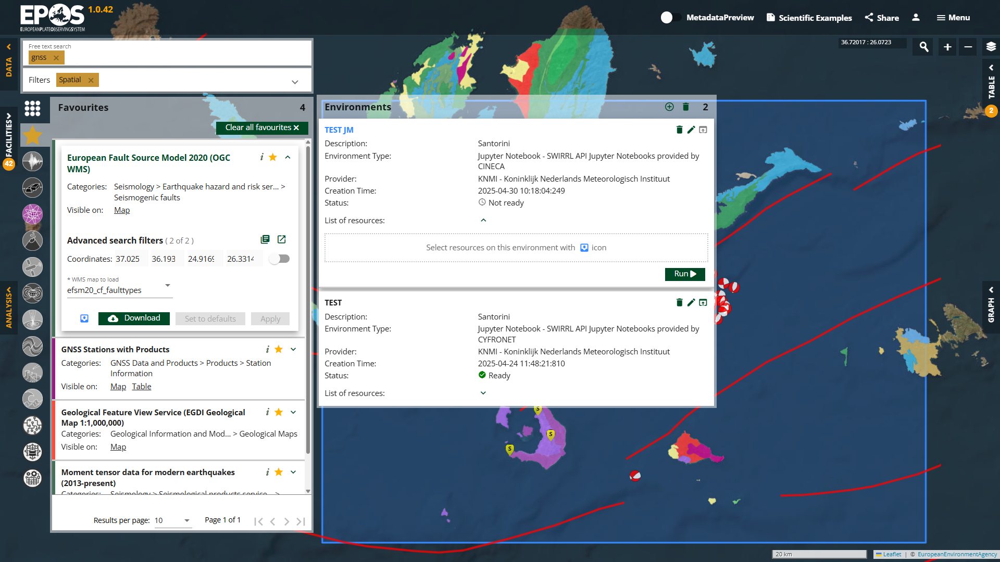 EPOS 1.0.42
EUROPEANPLATEOBSERVINGSYSTEM
MetadataPreview
Scientific Examples
Share
Menu
DATA
FACILITIES
42
ANALYSIS
Free text search
gnss
Filters Spatial
36.72017 : 26.0723
TABLE
2
GRAPH
Favourites 4
Clear all favourites
European Fault Source Model 2020 (OGC
WMS)
Categories: Seismology > Earthquake hazard and risk ser... >
Seismogenic faults
Visible on: Map
Advanced search filters ( 2 of 2 )
Coordinates: 37.025 36.193 24.916 26.331
* WMS map to load
efsm20_cf_faulttypes
Download Set to defaults Apply
GNSS Stations with Products
Categories: GNSS Data and Products > Products > Station
Information
Visible on: Map Table
Geological Feature View Service (EGDI Geological
Map 1:1,000,000)
Categories: Geological Information and Mod... > Geological Maps
Visible on: Map
Moment tensor data for modern earthquakes
(2013-present)
Categories: Seismology > Seismological products service... >
Results per page: 10 Page 1 of 1
Environments 2
TEST JM
Description: Santorini
Environment Type: Jupyter Notebook - SWIRRL API Jupyter Notebooks provided by
CINECA
Provider: KNMI - Koninklijk Nederlands Meteorologisch Instituut
Creation Time: 2025-04-30 10:18:04:249
Status: Not ready
List of resources:
Select resources on this environment with icon
Run
TEST
Description: Santorini
Environment Type: Jupyter Notebook - SWIRRL API Jupyter Notebooks provided by
CYFRONET
Provider: KNMI - Koninklijk Nederlands Meteorologisch Instituut
Creation Time: 2025-04-24 11:48:21:810
Status: Ready
List of resources:
S
S
S
20 km
Leaflet | © EuropeanEnvironmentAgency